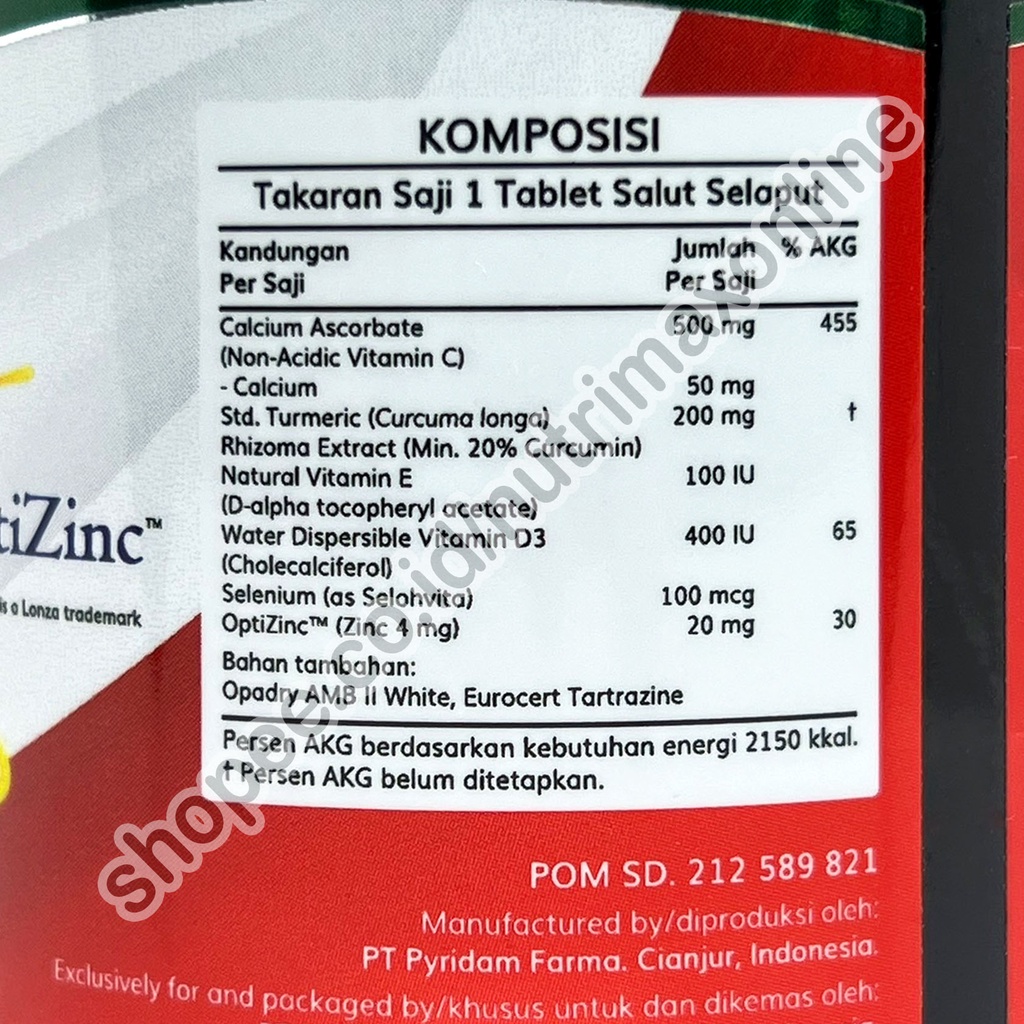 KOMPOSISI
Takaran Saji 1 Tablet Salut Selaput
Kandungan Per Saji Jumlah Per Saji % AKG
Calcium Ascorbate 500 mg 455
(Non-Acidic Vitamin C)
- Calcium 50 mg
Std. Turmeric (Curcuma longa) 200 mg †
Rhizoma Extract (Min. 20% Curcumin)
Natural Vitamin E 100 IU
(D-alpha tocopheryl acetate)
Water Dispersible Vitamin D3 400 IU 65
(Cholecalciferol)
Selenium (as Selohvita) 100 mcg
OptiZinc™ (Zinc 4 mg) 20 mg 30
Bahan tambahan:
Opadry AMB II White, Eurocert Tartrazine
Persen AKG berdasarkan kebutuhan energi 2150 kkal.
† Persen AKG belum ditetapkan.
tiZinc™
is a Lonza trademark
POM SD. 212 589 821
Manufactured by/diproduksi oleh:
PT Pyridam Farma. Cianjur, Indonesia.
Exclusively for and packaged by/khusus untuk dan dikemas oleh:
shopee.co.id/nutrimaxonline